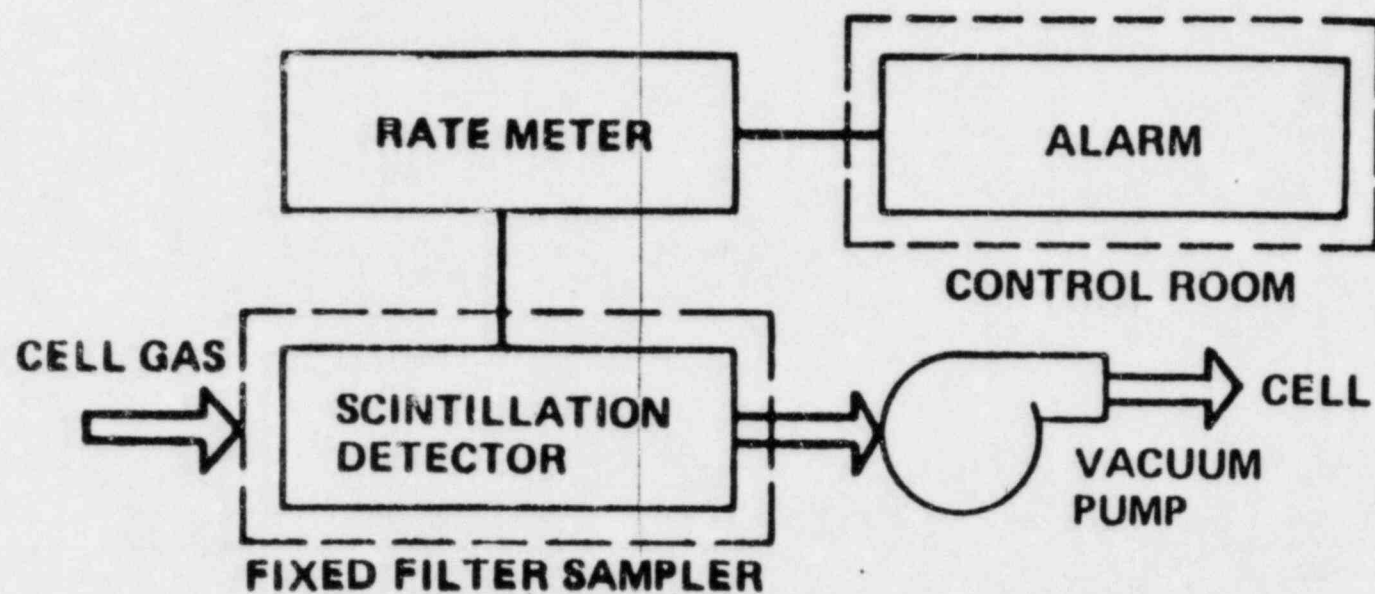 RATE METER
ALARM
CONTROL ROOM
CELL GAS
SCINTILLATION
DETECTOR
CELL
VACUUM
PUMP
FIXED FILTER SAMPLER